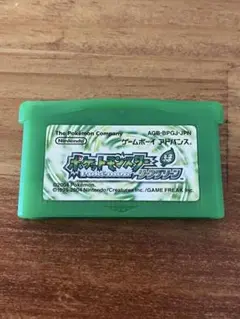 The Pokémon Company
AGB-BPGJ-JPN
Nintendo
ゲームボーイ アドバンス
ポケットモンスター
リーフグリーン
©2004 Pokémon.
©1995-2004 Nintendo/Creatures inc./GAME FREAK inc.